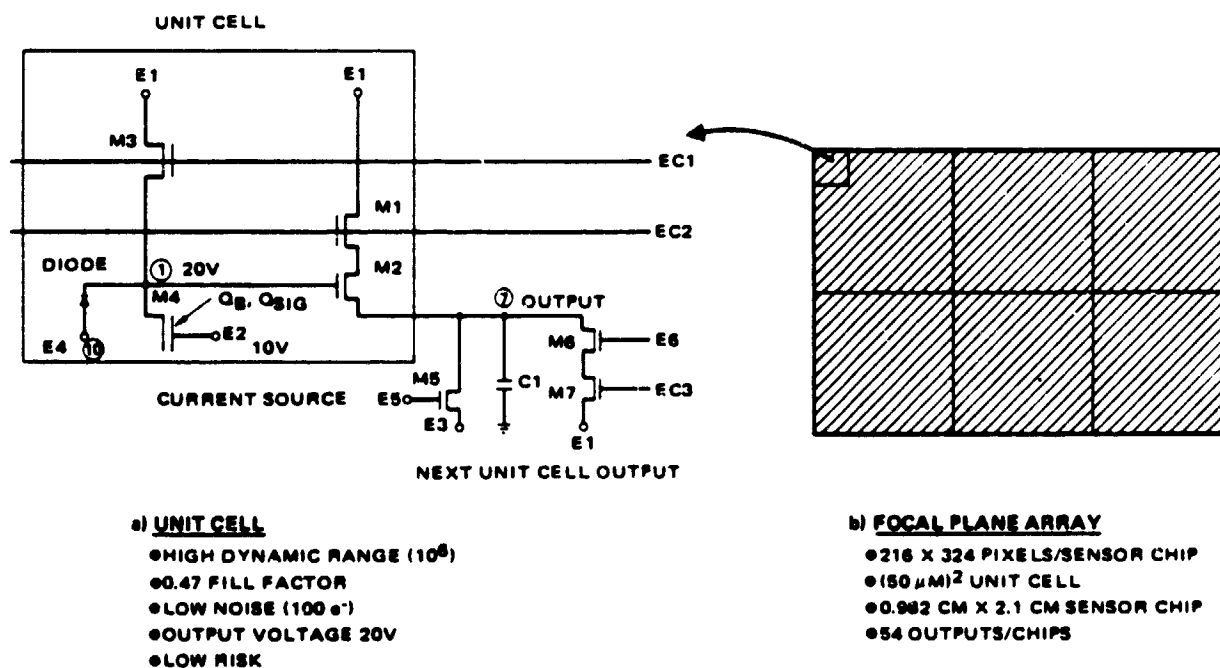 UNIT CELL
E1
E1
M3
EC1
M1
EC2
M2
DIODE
① 20V
M4
QB, QSIG
E2
10V
E4
⑩
⑦ OUTPUT
M6
E6
M5
C1
M7
EC3
CURRENT SOURCE
E5
E3
E1
NEXT UNIT CELL OUTPUT
a) UNIT CELL
●HIGH DYNAMIC RANGE (10⁶)
●0.47 FILL FACTOR
●LOW NOISE (100 e⁻)
●OUTPUT VOLTAGE 20V
●LOW RISK
b) FOCAL PLANE ARRAY
●216 X 324 PIXELS/SENSOR CHIP
●(50 µM)² UNIT CELL
●0.982 CM X 2.1 CM SENSOR CHIP
●54 OUTPUTS/CHIPS